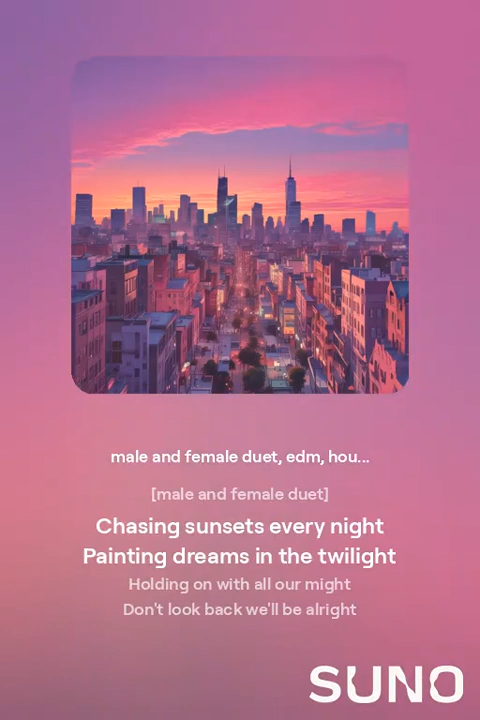 male and female duet, edm, hou...
[male and female duet]
Chasing sunsets every night
Painting dreams in the twilight
Holding on with all our might
Don't look back we'll be alright
SUNO